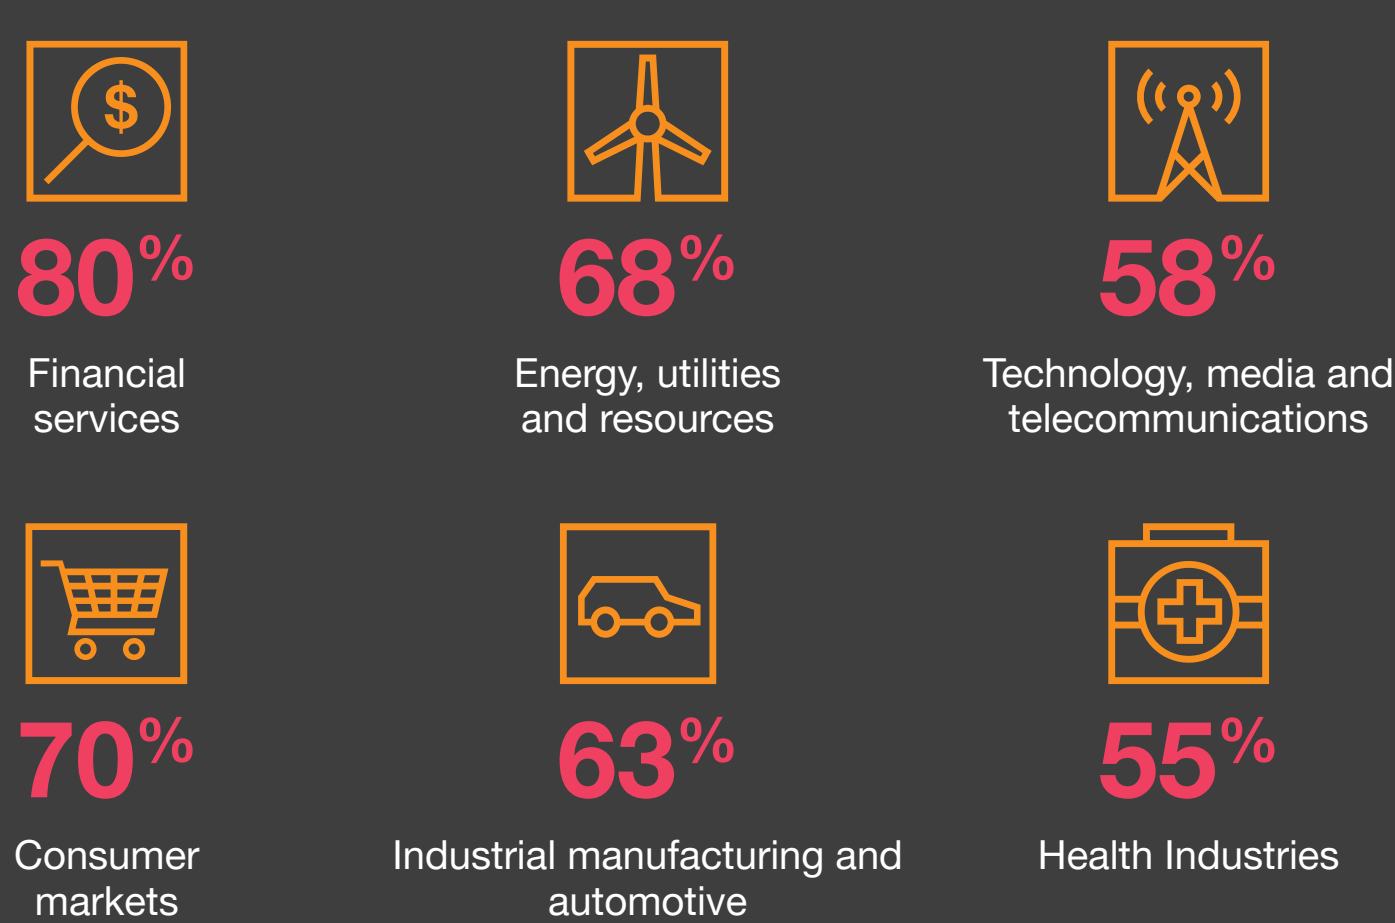 $
80%
68%
58%
Financial
services
Energy, utilities
and resources
Technology, media and
telecommunications
70%
63%
55%
Consumer
markets
Industrial manufacturing and
automotive
Health Industries